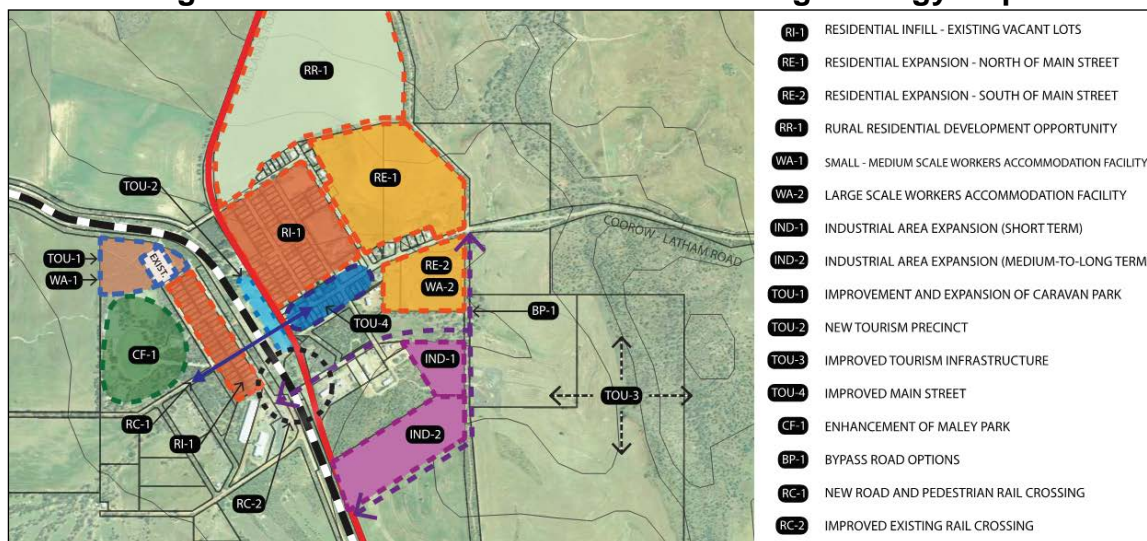 RR-1
TOU-2
RE-1
RI-1
COOROW - LATHAM ROAD
TOU-1
WA-1
EXIST.
RE-2
WA-2
TOU-4
BP-1
CF-1
IND-1
TOU-3
RC-1
RI-1
IND-2
RC-2
RI-1 RESIDENTIAL INFILL - EXISTING VACANT LOTS
RE-1 RESIDENTIAL EXPANSION - NORTH OF MAIN STREET
RE-2 RESIDENTIAL EXPANSION - SOUTH OF MAIN STREET
RR-1 RURAL RESIDENTIAL DEVELOPMENT OPPORTUNITY
WA-1 SMALL - MEDIUM SCALE WORKERS ACCOMMODATION FACILITY
WA-2 LARGE SCALE WORKERS ACCOMMODATION FACILITY
IND-1 INDUSTRIAL AREA EXPANSION (SHORT TERM)
IND-2 INDUSTRIAL AREA EXPANSION (MEDIUM-TO-LONG TERM
TOU-1 IMPROVEMENT AND EXPANSION OF CARAVAN PARK
TOU-2 NEW TOURISM PRECINCT
TOU-3 IMPROVED TOURISM INFRASTRUCTURE
TOU-4 IMPROVED MAIN STREET
CF-1 ENHANCEMENT OF MALEY PARK
BP-1 BYPASS ROAD OPTIONS
RC-1 NEW ROAD AND PEDESTRIAN RAIL CROSSING
RC-2 IMPROVED EXISTING RAIL CROSSING